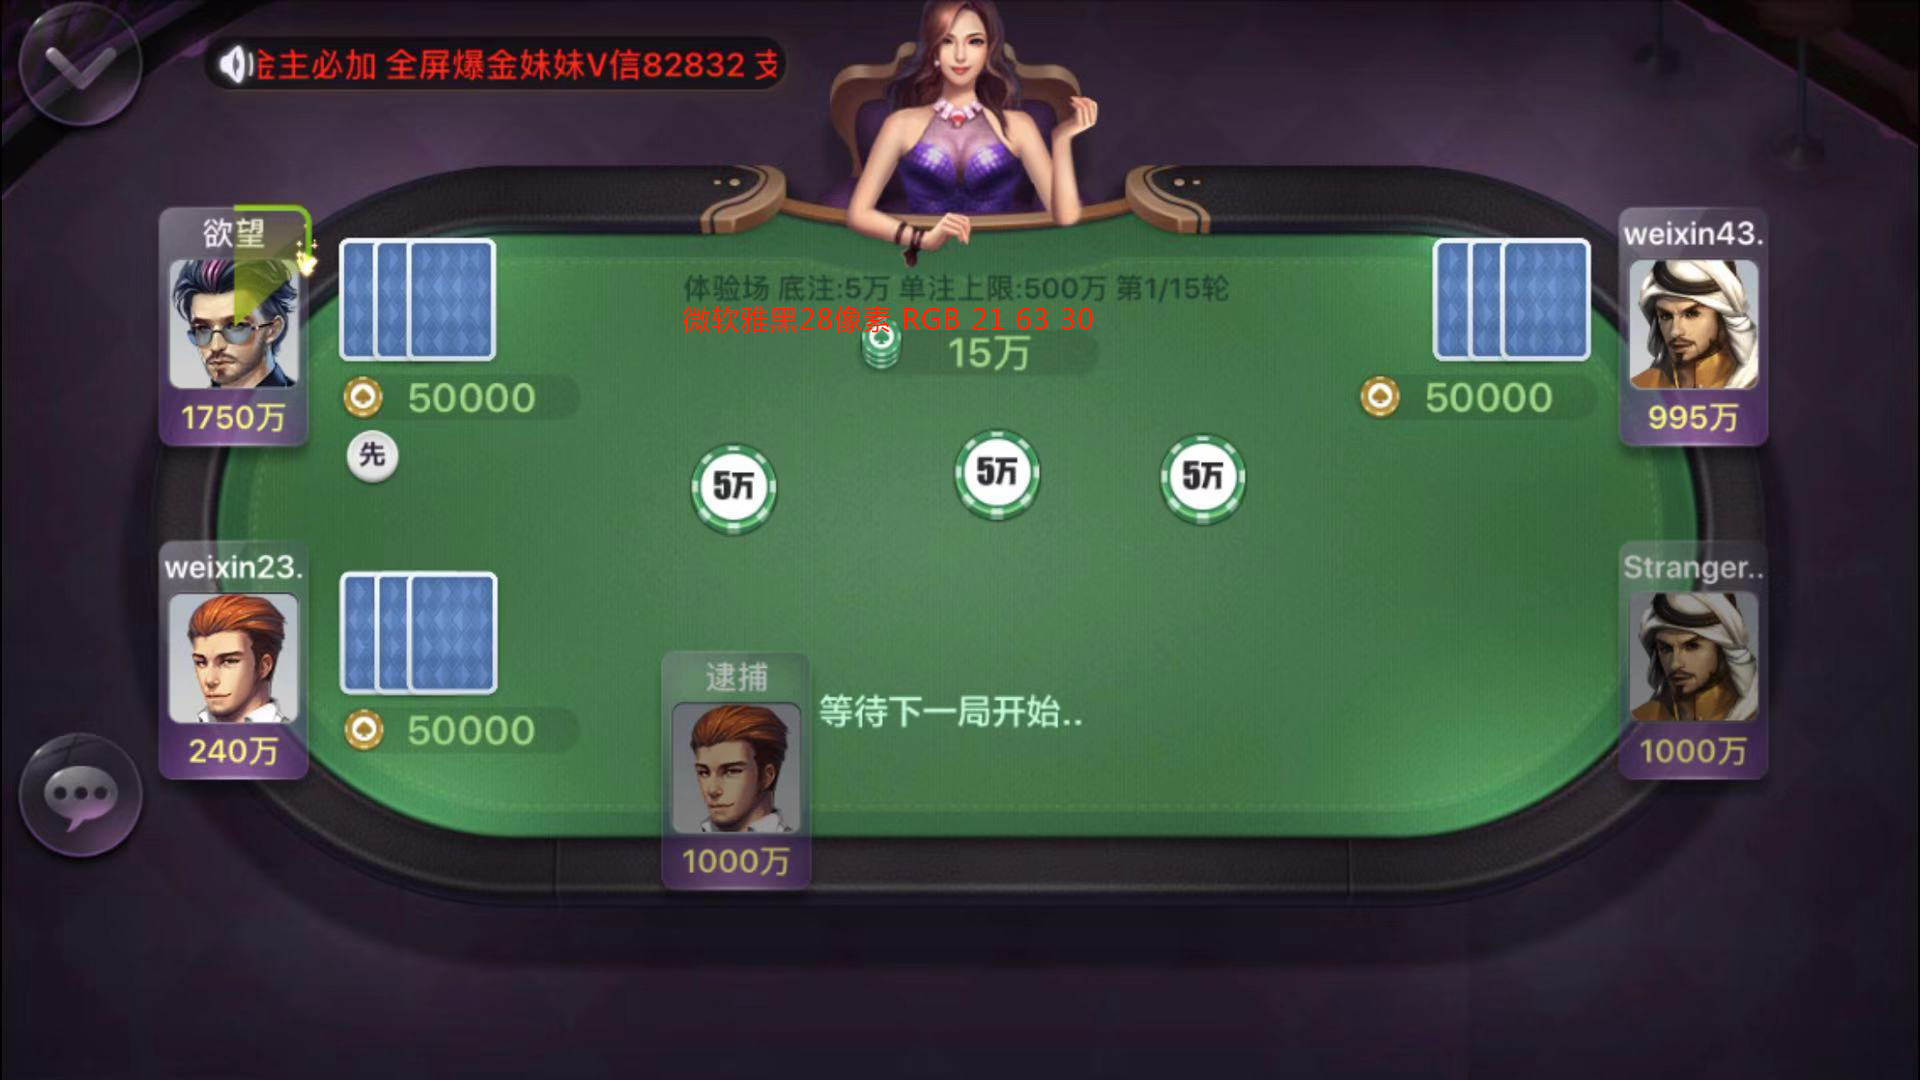 金主必加 全屏爆金妹妹V信82832 支
欲望
1750万
50000
先
体验场 底注:5万 单注上限:500万 第1/15轮
微软雅黑28像素 RGB 21 63 30
15万
weixin43.
995万
50000
5万
5万
5万
weixin23.
240万
50000
逮捕
1000万
等待下一局开始..
Stranger..
1000万